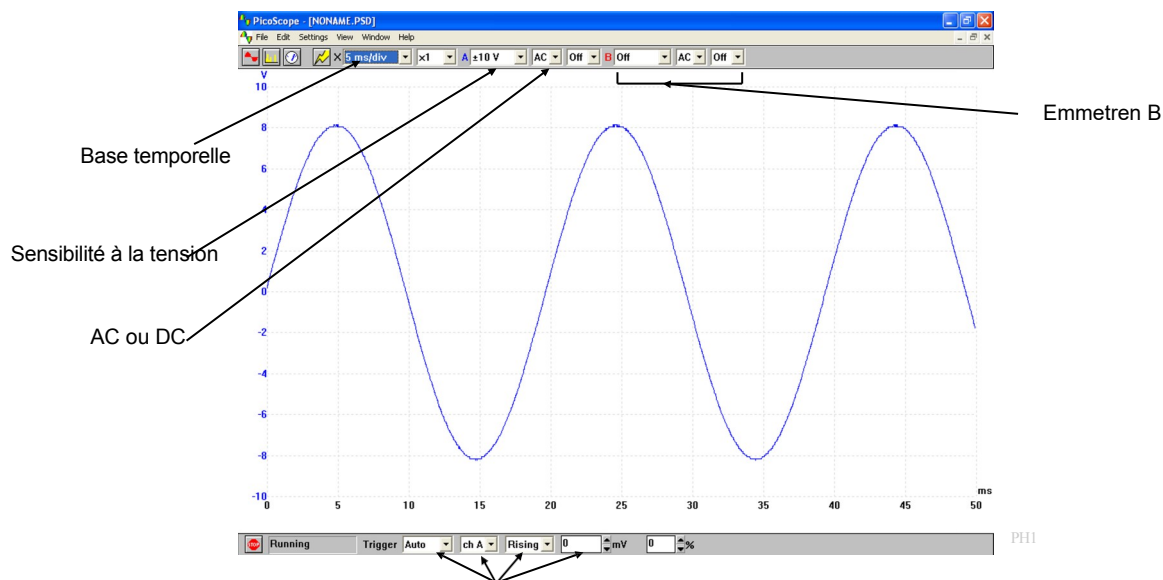 PicoScope - [NONAME.PSD]
File Edit Settings View Window Help
X 5 ms/div x1 A ±10 V AC Off B Off AC Off
V
10
8
6
4
2
0
-2
-4
-6
-8
-10
0 5 10 15 20 25 30 35 40 45 50
ms
Base temporelle
Sensibilité à la tension
AC ou DC
Emmetren B
STOP Running Trigger Auto ch A Rising 0 mV 0 %
PH1